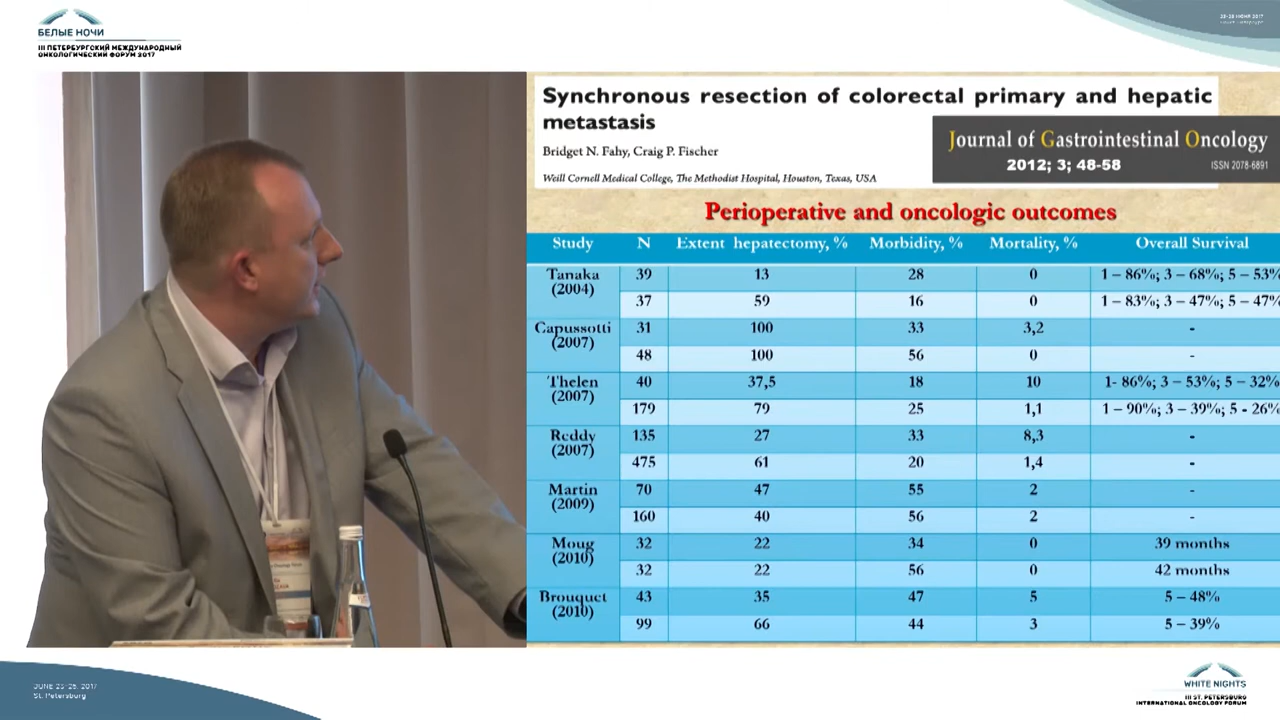 БЕЛЫЕ НОЧИ
III ПЕТЕРБУРГСКИЙ МЕЖДУНАРОДНЫЙ
ОНКОЛОГИЧЕСКИЙ ФОРУМ 2017
Synchronous resection of colorectal primary and hepatic
metastasis
Bridget N. Fahy, Craig P. Fischer
Weill Cornell Medical College, The Methodist Hospital, Houston, Texas, USA
Journal of Gastrointestinal Oncology
2012; 3; 48-58 ISSN 2078-6891
Perioperative and oncologic outcomes
Study N Extent hepatectomy, % Morbidity, % Mortality, % Overall Survival
Tanaka (2004) 39 13 28 0 1 – 86%; 3 – 68%; 5 – 53%
37 59 16 0 1 – 83%; 3 – 47%; 5 – 47%
Capussotti (2007) 31 100 33 3,2 -
48 100 56 0 -
Thelen (2007) 40 37,5 18 10 1- 86%; 3 – 53%; 5 – 32%
179 79 25 1,1 1 – 90%; 3 – 39%; 5 - 26%
Reddy (2007) 135 27 33 8,3 -
475 61 20 1,4 -
Martin (2009) 70 47 55 2 -
160 40 56 2 -
Moug (2010) 32 22 34 0 39 months
32 22 56 0 42 months
Brouquet (2010) 43 35 47 5 5 – 48%
99 66 44 3 5 – 39%
JUNE 23-25, 2017
St. Petersburg
WHITE NIGHTS
III ST. PETERSBURG
INTERNATIONAL ONCOLOGY FORUM